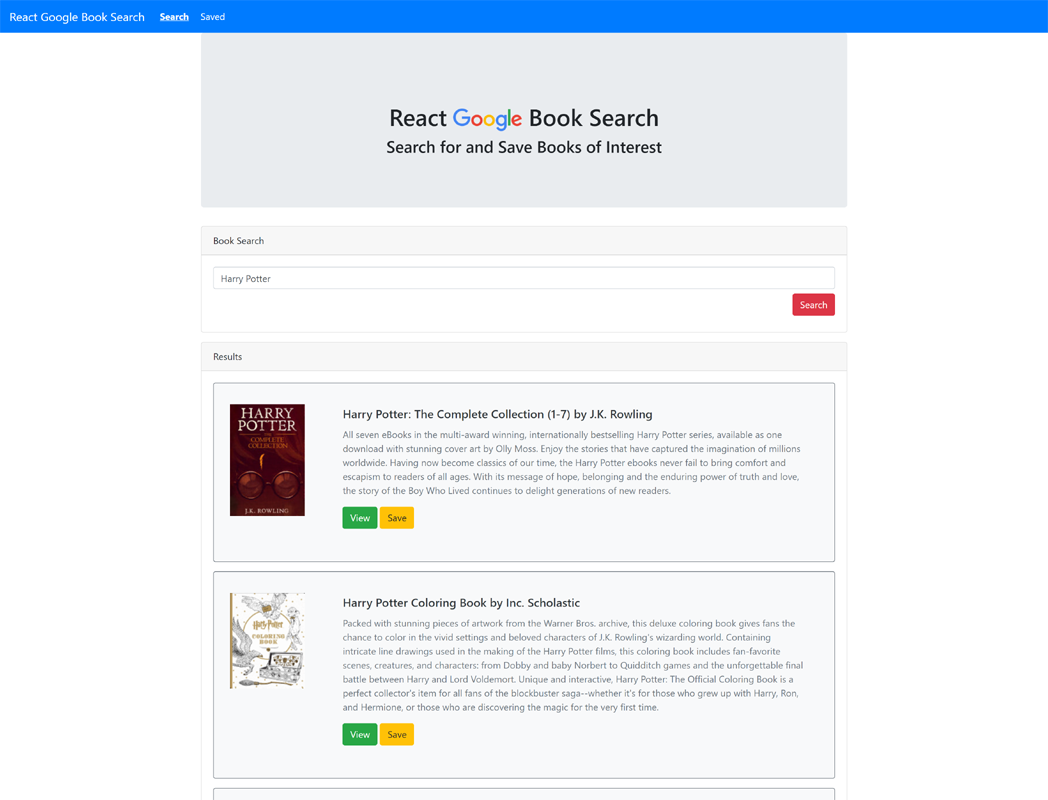 React Google Book Search Search Saved
React Google Book Search
Search for and Save Books of Interest
Book Search
Harry Potter
Search
Results
HARRY
POTTER
THE
COMPLETE
COLLECTION
J.K. ROWLING
Harry Potter: The Complete Collection (1-7) by J.K. Rowling
All seven eBooks in the multi-award winning, internationally bestselling Harry Potter series, available as one
download with stunning cover art by Olly Moss. Enjoy the stories that have captured the imagination of millions
worldwide. Having now become classics of our time, the Harry Potter ebooks never fail to bring comfort and
escapism to readers of all ages. With its message of hope, belonging and the enduring power of truth and love,
the story of the Boy Who Lived continues to delight generations of new readers.
View Save
Harry Potter
COLORING
BOOK
Harry Potter Coloring Book by Inc. Scholastic
Packed with stunning pieces of artwork from the Warner Bros. archive, this deluxe coloring book gives fans the
chance to color in the vivid settings and beloved characters of J.K. Rowling's wizarding world. Containing
intricate line drawings used in the making of the Harry Potter films, this coloring book includes fan-favorite
scenes, creatures, and characters: from Dobby and baby Norbert to Quidditch games and the unforgettable final
battle between Harry and Lord Voldemort. Unique and interactive, Harry Potter: The Official Coloring Book is a
perfect collector's item for all fans of the blockbuster saga--whether it's for those who grew up with Harry, Ron,
and Hermione, or those who are discovering the magic for the very first time.
View Save